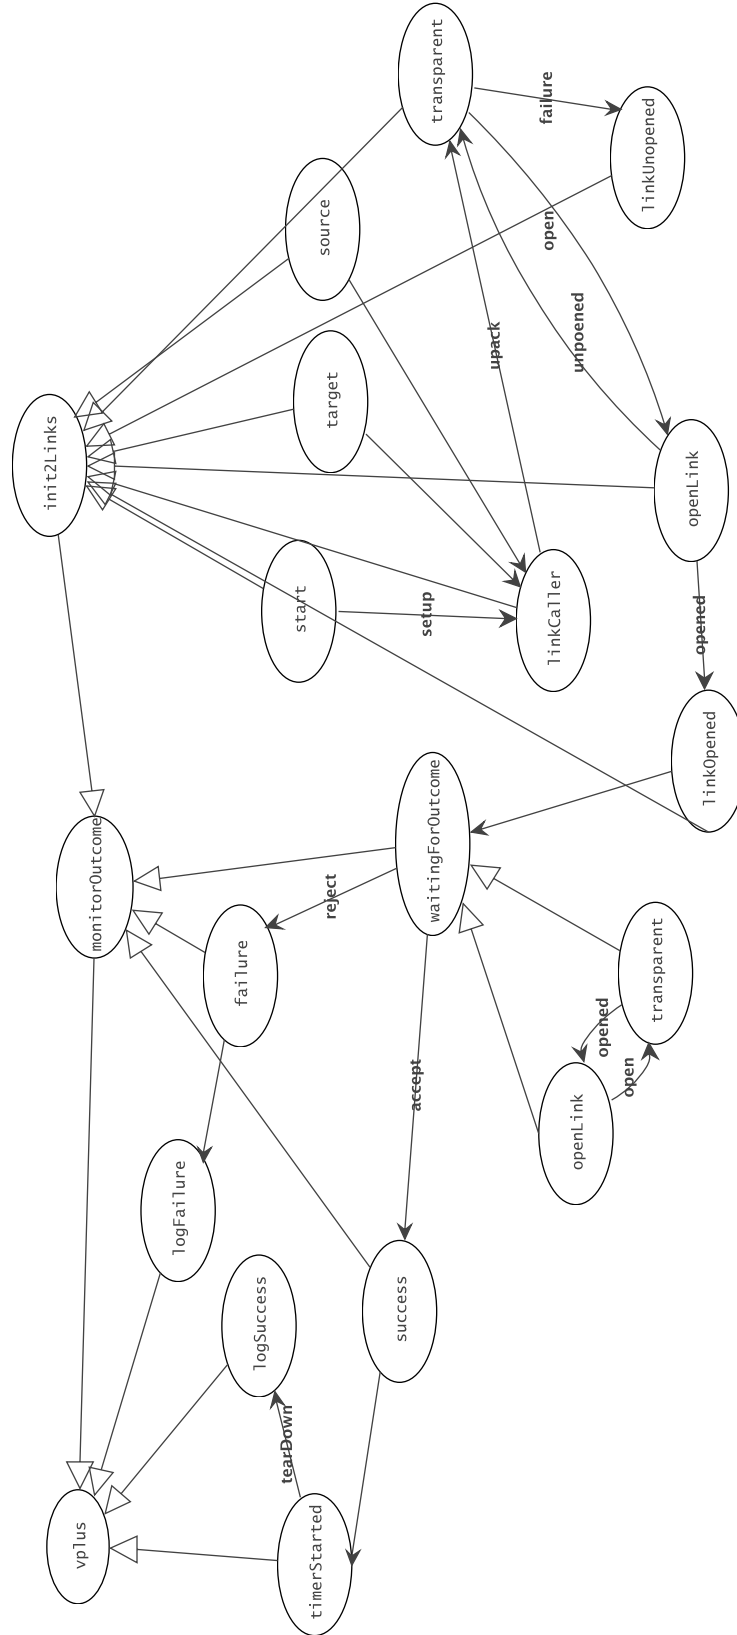 transparent
failure
linkUnopened
source
open
unpoened
upack
target
init2Links
openLink
start
setup
linkCaller
opened
linkOpened
monitorOutcome
waitingForOutcome
reject
failure
transparent
opened
open
openLink
accept
logFailure
logSuccess
success
tearDown
vplus
timerStarted